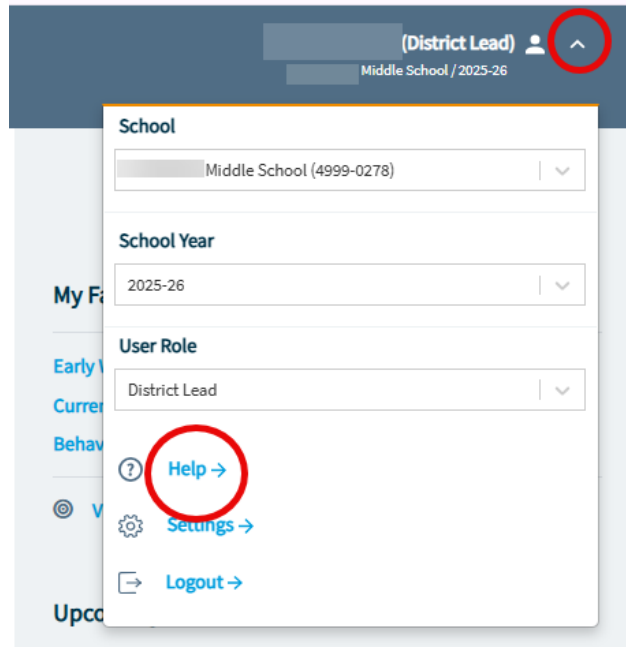 (District Lead)
Middle School / 2025-26
School
Middle School (4999-0278)
School Year
2025-26
My Fa
User Role
Early
District Lead
Curren
Behav
Help →
V
Settings →
Logout →
Upco